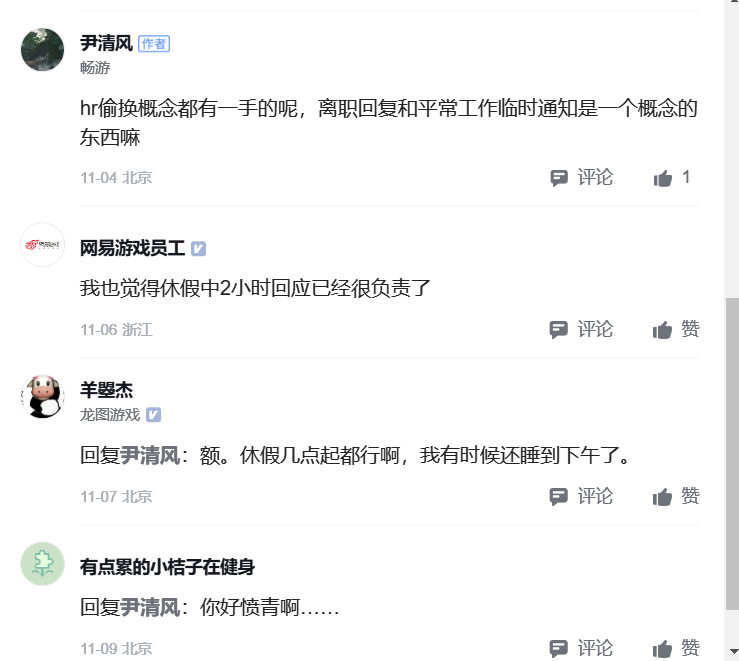 尹清风 作者
畅游
hr偷换概念都有一手的呢，离职回复和平常工作临时通知是一个概念的
东西嘛
11-04 北京 评论 1
网易游戏员工
我也觉得休假中2小时回应已经很负责了
11-06 浙江 评论 赞
羊曌杰
龙图游戏
回复尹清风：额。休假几点起都行啊，我有时候还睡到下午了。
11-07 北京 评论 赞
有点累的小桔子在健身
回复尹清风：你好愤青啊……
11-09 北京 评论 赞